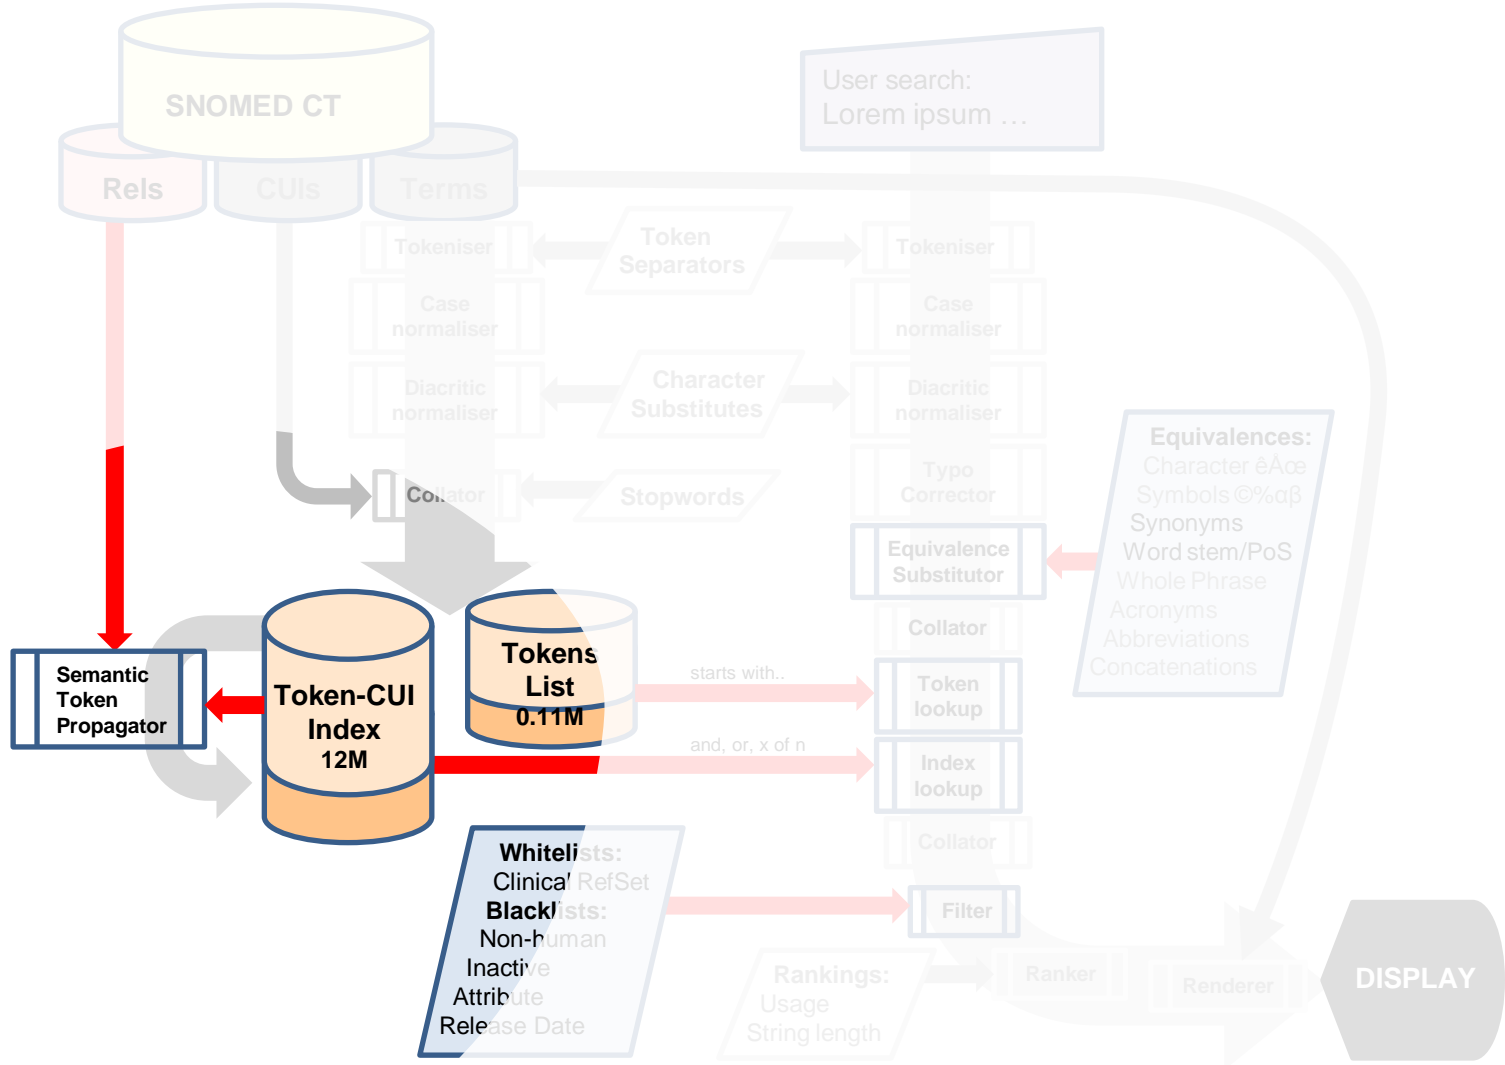 SNOMED CT
Rels
CUIs
Terms
User search:
Lorem ipsum …
Tokeniser
Token
Separators
Tokeniser
Case
normaliser
Case
normaliser
Diacritic
normaliser
Character
Substitutes
Diacritic
normaliser
Collator
Stopwords
Typo
Corrector
Equivalence
Substitutor
Equivalences:
Character êÅœ
Symbols ©%αβ
Synonyms
Word stem/PoS
Whole Phrase
Acronyms
Abbreviations
Concatenations
Collator
Semantic
Token
Propagator
Token-CUI
Index
12M
Tokens
List
0.11M
starts with..
Token
lookup
and, or, x of n
Index
lookup
Collator
Whitelists:
Clinical RefSet
Blacklists:
Non-human
Inactive
Attribute
Release Date
Filter
Rankings:
Usage
String length
Ranker
Renderer
DISPLAY